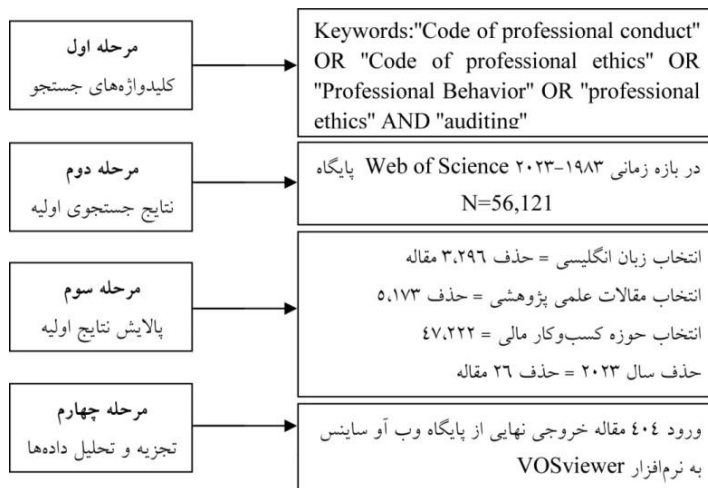 مرحله اول
کلیدواژه‌های جستجو
Keywords:"Code of professional conduct"
OR "Code of professional ethics" OR
"Professional Behavior" OR "professional
ethics" AND "auditing"
مرحله دوم
نتایج جستجوی اولیه
در بازه زمانی ۱۹۸۳-۲۰۲۳ Web of Science پایگاه
N=56,121
مرحله سوم
پالایش نتایج اولیه
انتخاب زبان انگلیسی = حذف ۳،۲۹۶ مقاله
انتخاب مقالات علمی پژوهشی = حذف ۵،۱۷۳
انتخاب حوزه کسب‌وکار مالی = ٤۷،۲۲۲
حذف سال ۲۰۲۳ = حذف ۲۶ مقاله
مرحله چهارم
تجزیه و تحلیل داده‌ها
ورود ٤۰٤ مقاله خروجی نهایی از پایگاه وب آو ساینس
به نرم‌افزار VOSviewer